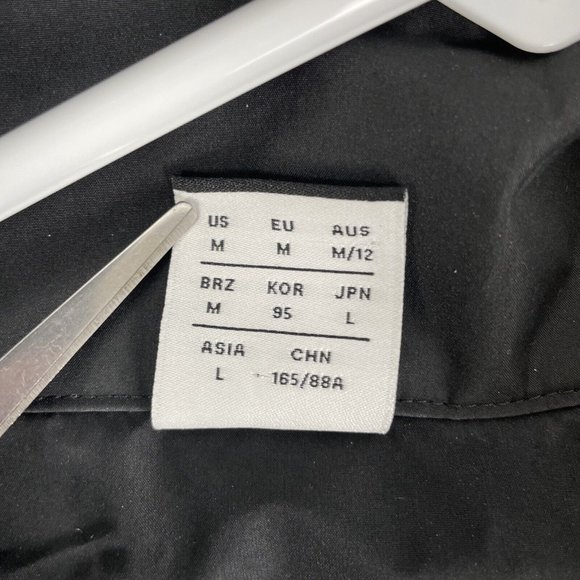 US EU AUS
M M M/12
BRZ KOR JPN
M 95 L
ASIA CHN
L 165/88A